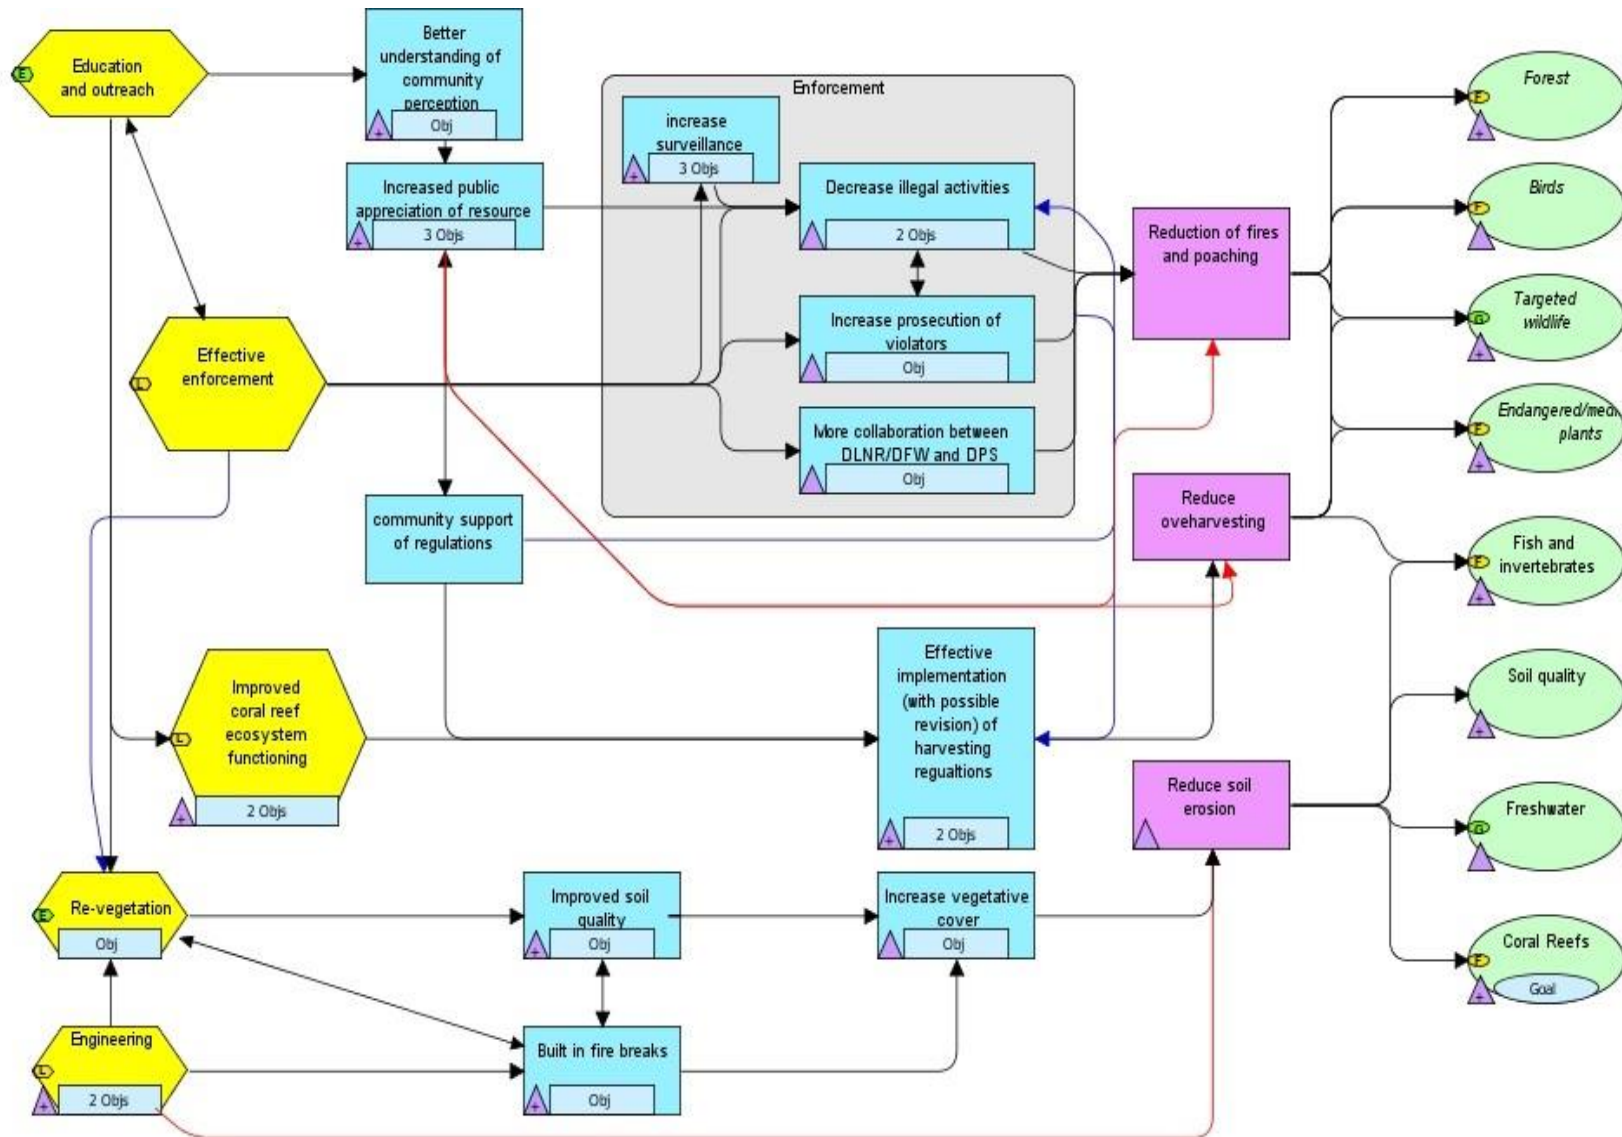 Education
and outreach
E
Better
understanding of
community
perception
Obj
+
Increased public
appreciation of resource
3 Objs
+
Enforcement
increase
surveillance
3 Objs
+
Decrease illegal activities
2 Objs
Increase prosecution of
violators
Obj
More collaboration between
DLNR/DFW and DPS
Obj
Reduction of fires
and poaching
Forest
F
+
Birds
F
Targeted
wildlife
G
+
Endangered/medi
plants
F
+
Effective
enforcement
L
community support
of regulations
Reduce
oveharvesting
Fish and
invertebrates
F
+
Improved
coral reef
ecosystem
functioning
L
2 Objs
+
Effective
implementation
(with possible
revision) of
harvesting
regualtions
2 Objs
+
Soil quality
+
Reduce soil
erosion
Freshwater
G
Re-vegetation
E
Obj
Improved soil
quality
Obj
+
Increase vegetative
cover
Obj
Coral Reefs
F
Goal
+
Engineering
L
2 Objs
+
Built in fire breaks
Obj
+